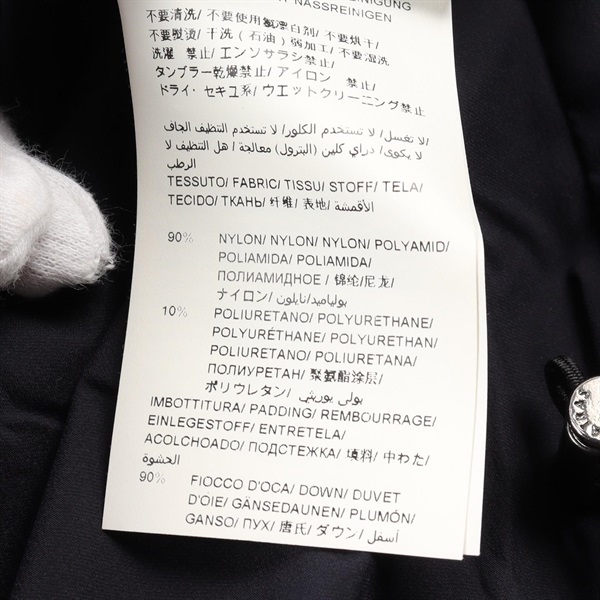 NASSREINIGEN
不要清洗/ 不要使用氯漂白剂/ 不要烘干/
不要熨烫/ 干洗（石油）弱加工/ 不要湿洗
洗濯 禁止/ エンソサラシ禁止/
タンブラー乾燥禁止/ アイロン 禁止/
ドライ・セキユ系/ ウエットクリーニング禁止
لا تغسل/ لا تستخدم الكلور/ لا تستخدم التنظيف الجاف/
لا يكوى/ دراي كلين (البترول) معالجة / هل التنظيف لا
الرطب
TESSUTO/ FABRIC/ TISSU/ STOFF/ TELA/
TECIDO/ ТКАНЬ/ 纤维/ 表地/ الأقمشة
90% NYLON/ NYLON/ NYLON/ POLYAMID/
POLIAMIDA/ POLIAMIDA/
ПОЛИАМИДНОЕ / 锦纶/尼龙/
ナイロン/ بولياميد/نايلون
10% POLIURETANO/ POLYURETHANE/
POLYURÉTHANE/ POLYURETHAN/
POLIURETANO/ POLIURETANA/
ПОЛИУРЕТАН/ 聚氨酯涂层/
ポリウレタン/ بولي يوريثي
IMBOTTITURA/ PADDING/ REMBOURRAGE/
EINLEGESTOFF/ ENTRETELA/
ACOLCHOADO/ ПОДСТЕЖКА/ 填料/ 中わた/
الحشوة
90% FIOCCO D'OCA/ DOWN/ DUVET
D'OIE/ GÄNSEDAUNEN/ PLUMÓN/
GANSO/ ПУХ/ 唐氏/ ダウン/ أسفل